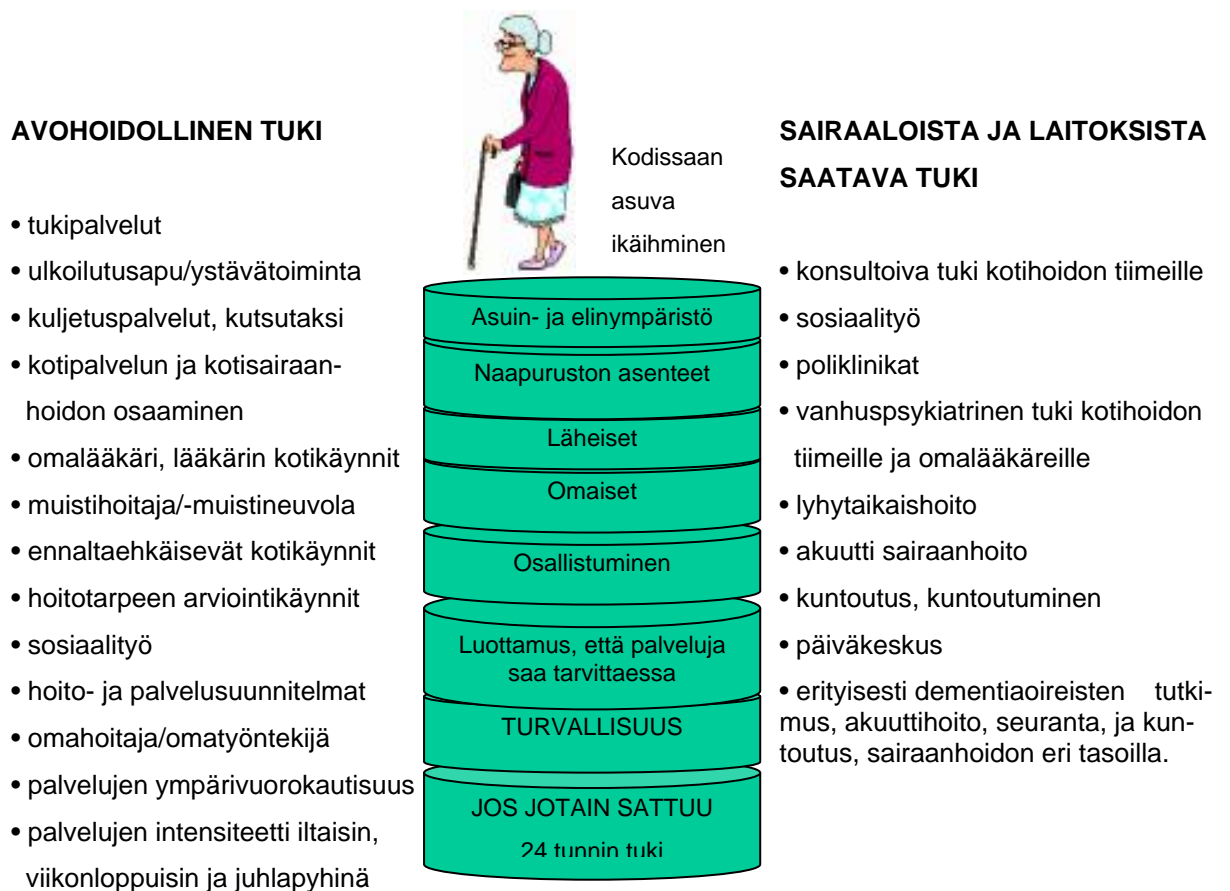 AVOHOIDOLLINEN TUKI
• tukipalvelut
• ulkoilutusapu/ystävätoiminta
• kuljetuspalvelut, kutsutaksi
• kotipalvelun ja kotisairaan-
hoidon osaaminen
• omalääkäri, lääkärin kotikäynnit
• muistihoitaja/-muistineuvola
• ennaltaehkäisevät kotikäynnit
• hoitotarpeen arviointikäynnit
• sosiaalityö
• hoito- ja palvelusuunnitelmat
• omahoitaja/omatyöntekijä
• palvelujen ympärivuorokautisuus
• palvelujen intensiteetti iltaisin,
viikonloppuisin ja juhlapyhinä
Kodissaan
asuva
ikäihminen
Asuin- ja elinympäristö
Naapuruston asenteet
Läheiset
Omaiset
Osallistuminen
Luottamus, että palveluja
saa tarvittaessa
TURVALLISUUS
JOS JOTAIN SATTUU
24 tunnin tuki
SAIRAALOISTA JA LAITOKSISTA
SAATAVA TUKI
• konsultoiva tuki kotihoidon tiimeille
• sosiaalityö
• poliklinikat
• vanhuspsykiatrinen tuki kotihoidon
tiimeille ja omalääkäreille
• lyhytaikaishoito
• akuutti sairaanhoito
• kuntoutus, kuntoutuminen
• päiväkeskus
• erityisesti dementiaoireisten tutki-
mus, akuuttihoito, seuranta, ja kun-
toutus, sairaanhoidon eri tasoilla.